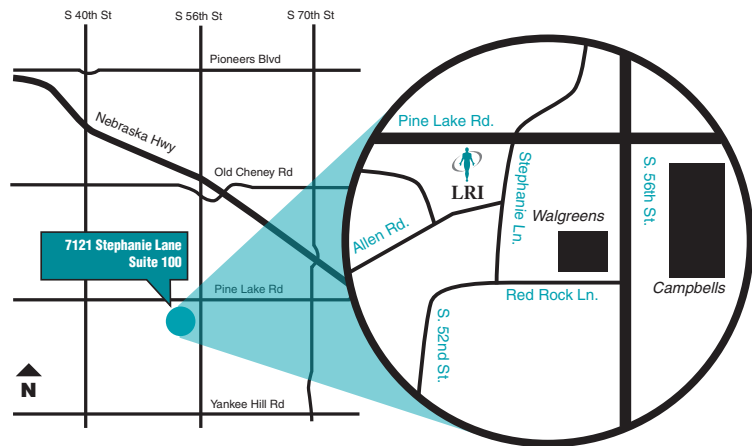 S 40th St
S 56th St
S 70th St
Pioneers Blvd
Nebraska Hwy
Old Cheney Rd
7121 Stephanie Lane
Suite 100
Pine Lake Rd
N
Yankee Hill Rd
Pine Lake Rd.
LRI
Stephanie Ln.
S. 56th St.
Allen Rd.
Walgreens
Campbells
Red Rock Ln.
S. 52nd St.